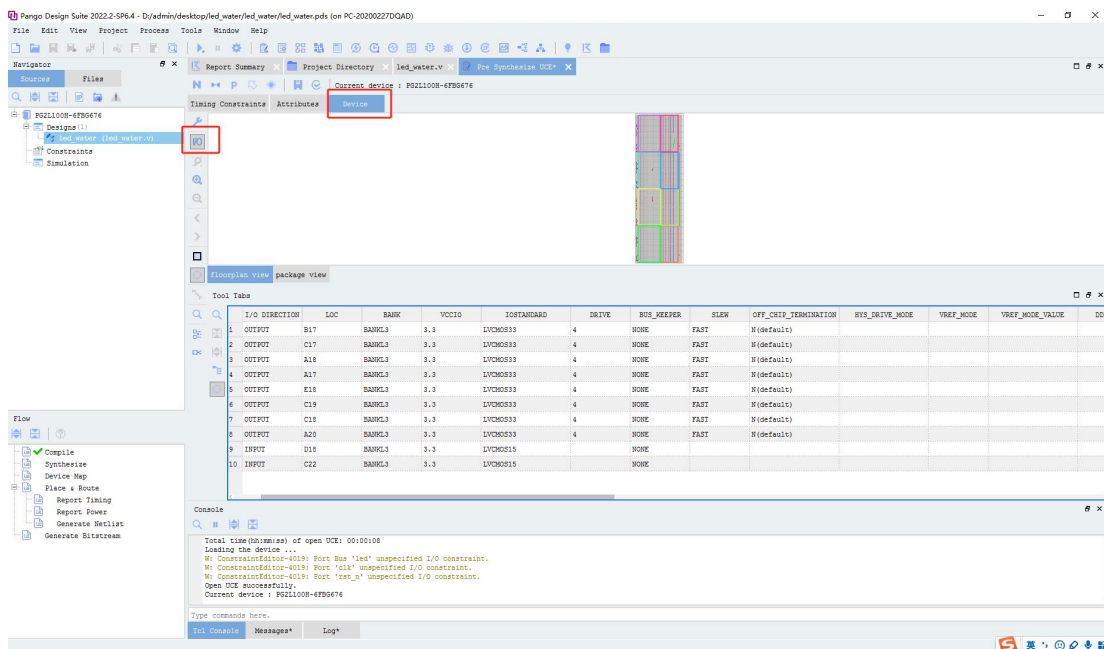 Pango Design Suite 2022.2-SP6.4 - D:/admin/desktop/led_water/led_water/led_water.pds (on PC-20200227DQAD)
File Edit View Project Process Tools Window Help
Navigator
Sources Files
PG2L100H-6FBG676
Designs(1)
led_water (led_water.v)
Constraints
Simulation
Report Summary Project Directory led_water.v Pre Synthesize UCE*
N P Current device : PG2L100H-6FBG676
Timing Constraints Attributes Device
I/O
floorplan view package view
Tool Tabs
I/O DIRECTION LOC BANK VCCIO IOSTANDARD DRIVE BUS_KEEPER SLEW OFF_CHIP_TERMINATION HYS_DRIVE_MODE VREF_MODE VREF_MODE_VALUE DD
1 OUTPUT B17 BANKL3 3.3 LVCMOS33 4 NONE FAST N(default)
2 OUTPUT C17 BANKL3 3.3 LVCMOS33 4 NONE FAST N(default)
3 OUTPUT A18 BANKL3 3.3 LVCMOS33 4 NONE FAST N(default)
4 OUTPUT A17 BANKL3 3.3 LVCMOS33 4 NONE FAST N(default)
5 OUTPUT E18 BANKL3 3.3 LVCMOS33 4 NONE FAST N(default)
6 OUTPUT C19 BANKL3 3.3 LVCMOS33 4 NONE FAST N(default)
7 OUTPUT C18 BANKL3 3.3 LVCMOS33 4 NONE FAST N(default)
8 OUTPUT A20 BANKL3 3.3 LVCMOS33 4 NONE FAST N(default)
9 INPUT D18 BANKL3 3.3 LVCMOS15 NONE
10 INPUT C22 BANKL3 3.3 LVCMOS15 NONE
Flow
Compile
Synthesize
Device Map
Place & Route
Report Timing
Report Power
Generate Netlist
Generate Bitstream
Console
Total time(hh:mm:ss) of open UCE: 00:00:08
Loading the device ...
W: ConstraintEditor-4019: Port Bus 'led' unspecified I/O constraint.
W: ConstraintEditor-4019: Port 'clk' unspecified I/O constraint.
W: ConstraintEditor-4019: Port 'rst_n' unspecified I/O constraint.
Open UCE successfully.
Current device : PG2L100H-6FBG676
Type commands here.
Tcl Console Messages* Log*
英